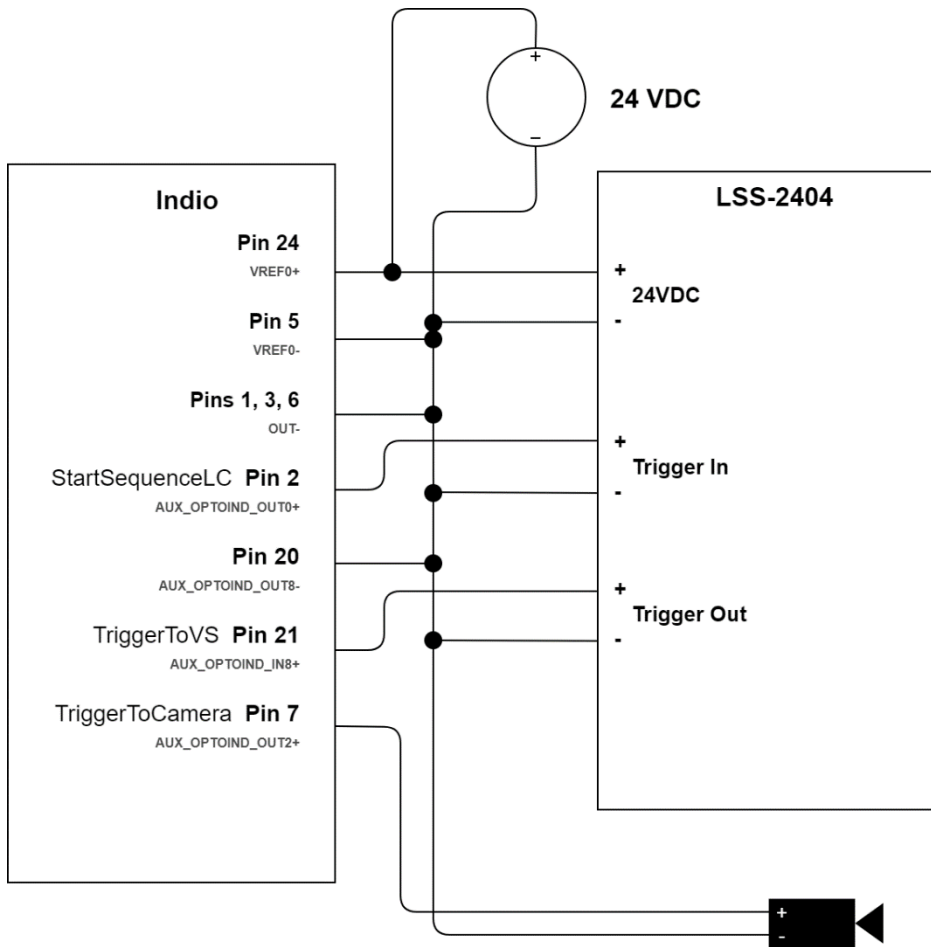 +
24 VDC
−
Indio
LSS-2404
Pin 24
VREF0+
+
24VDC
-
Pin 5
VREF0-
Pins 1, 3, 6
OUT-
+
Trigger In
-
StartSequenceLC Pin 2
AUX_OPTOIND_OUT0+
Pin 20
AUX_OPTOIND_OUT8-
+
Trigger Out
-
TriggerToVS Pin 21
AUX_OPTOIND_IN8+
TriggerToCamera Pin 7
AUX_OPTOIND_OUT2+
+
-